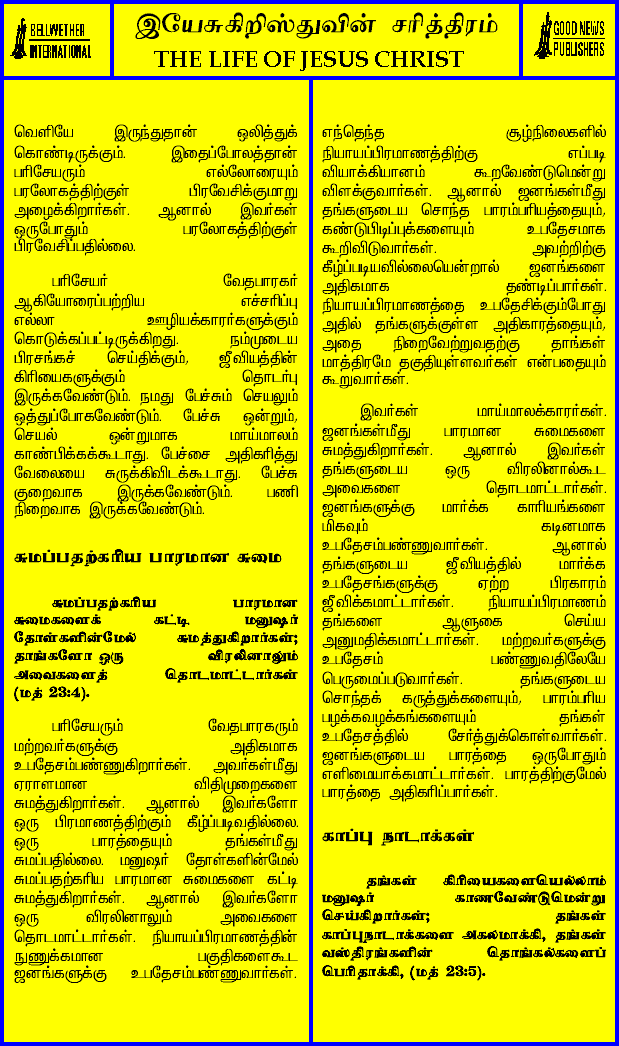 BELLWETHER
INTERNATIONAL
இயேசுகிறிஸ்துவின் சரித்திரம்
THE LIFE OF JESUS CHRIST
GOOD NEWS
PUBLISHERS
வெளியே இருந்துதான் ஒலித்துக்
கொண்டிருக்கும். இதைப்போலத்தான்
பரிசேயரும் எல்லோரையும்
பரலோகத்திற்குள் பிரவேசிக்குமாறு
அழைக்கிறார்கள். ஆனால் இவர்கள்
ஒருபோதும் பரலோகத்திற்குள்
பிரவேசிப்பதில்லை.
பரிசேயர் வேதபாரகர்
ஆகியோரைப்பற்றிய எச்சரிப்பு
எல்லா ஊழியக்காரர்களுக்கும்
கொடுக்கப்பட்டிருக்கிறது. நம்முடைய
பிரசங்கச் செய்திக்கும், ஜீவியத்தின்
கிரியைகளுக்கும் தொடர்பு
இருக்கவேண்டும். நமது பேச்சும் செயலும்
ஒத்துப்போகவேண்டும். பேச்சு ஒன்றும்,
செயல் ஒன்றுமாக மாய்மாலம்
காண்பிக்கக்கூடாது. பேச்சை அதிகரித்து
வேலையை சுருக்கிவிடக்கூடாது. பேச்சு
குறைவாக இருக்கவேண்டும். பணி
நிறைவாக இருக்கவேண்டும்.
சுமப்பதற்கரிய பாரமான சுமை
சுமப்பதற்கரிய பாரமான
சுமைகளைக் கட்டி, மனுஷர்
தோள்களின்மேல் சுமத்துகிறார்கள்;
தாங்களோ ஒரு விரலினாலும்
அவைகளைத் தொடமாட்டார்கள்
(மத் 23:4).
பரிசேயரும் வேதபாரகரும்
மற்றவர்களுக்கு அதிகமாக
உபதேசம்பண்ணுகிறார்கள். அவர்கள்மீது
ஏராளமான விதிமுறைகளை
சுமத்துகிறார்கள். ஆனால் இவர்களோ
ஒரு பிரமாணத்திற்கும் கீழ்ப்படிவதில்லை.
ஒரு பாரத்தையும் தங்கள்மீது
சுமப்பதில்லை. மனுஷர் தோள்களின்மேல்
சுமப்பதற்கரிய பாரமான சுமைகளை கட்டி
சுமத்துகிறார்கள். ஆனால் இவர்களோ
ஒரு விரலினாலும் அவைகளை
தொடமாட்டார்கள். நியாயப்பிரமாணத்தின்
நுணுக்கமான பகுதிகளைகூட
ஜனங்களுக்கு உபதேசம்பண்ணுவார்கள்.
எந்தெந்த சூழ்நிலைகளில்
நியாயப்பிரமாணத்திற்கு எப்படி
வியாக்கியானம் கூறவேண்டுமென்று
விளக்குவார்கள். ஆனால் ஜனங்கள்மீது
தங்களுடைய சொந்த பாரம்பரியத்தையும்,
கண்டுபிடிப்புக்களையும் உபதேசமாக
கூறிவிடுவார்கள். அவற்றிற்கு
கீழ்ப்படியவில்லையென்றால் ஜனங்களை
அதிகமாக தண்டிப்பார்கள்.
நியாயப்பிரமாணத்தை உபதேசிக்கும்போது
அதில் தங்களுக்குள்ள அதிகாரத்தையும்,
அதை நிறைவேற்றுவதற்கு தாங்கள்
மாத்திரமே தகுதியுள்ளவர்கள் என்பதையும்
கூறுவார்கள்.
இவர்கள் மாய்மாலக்காரர்கள்.
ஜனங்கள்மீது பாரமான சுமைகளை
சுமத்துகிறார்கள். ஆனால் இவர்கள்
தங்களுடைய ஒரு விரலினால்கூட
அவைகளை தொடமாட்டார்கள்.
ஜனங்களுக்கு மார்க்க காரியங்களை
மிகவும் கடினமாக
உபதேசம்பண்ணுவார்கள். ஆனால்
தங்களுடைய ஜீவியத்தில் மார்க்க
உபதேசங்களுக்கு ஏற்ற பிரகாரம்
ஜீவிக்கமாட்டார்கள். நியாயப்பிரமாணம்
தங்களை ஆளுகை செய்ய
அனுமதிக்கமாட்டார்கள். மற்றவர்களுக்கு
உபதேசம் பண்ணுவதிலேயே
பெருமைப்படுவார்கள். தங்களுடைய
சொந்தக் கருத்துக்களையும், பாரம்பரிய
பழக்கவழக்கங்களையும் தங்கள்
உபதேசத்தில் சேர்த்துக்கொள்வார்கள்.
ஜனங்களுடைய பாரத்தை ஒருபோதும்
எளிமையாக்கமாட்டார்கள். பாரத்திற்குமேல்
பாரத்தை அதிகரிப்பார்கள்.
காப்பு நாடாக்கள்
தங்கள் கிரியைகளையெல்லாம்
மனுஷர் காணவேண்டுமென்று
செய்கிறார்கள்; தங்கள்
காப்புநாடாக்களை அகலமாக்கி, தங்கள்
வஸ்திரங்களின் தொங்கல்களைப்
பெரிதாக்கி, (மத் 23:5).